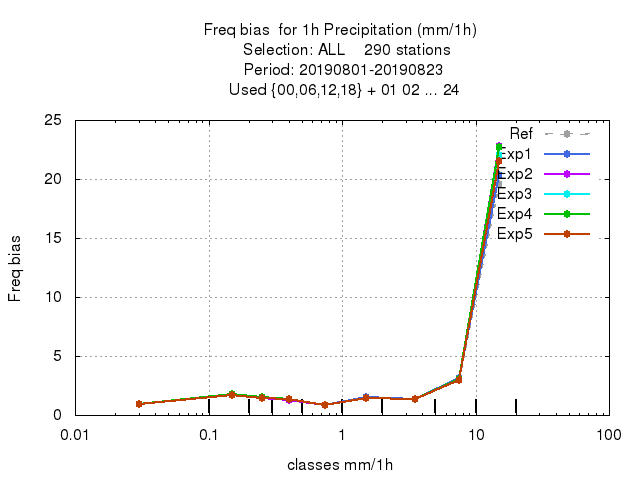 Freq bias  for 1h Precipitation (mm/1h)
Selection: ALL    290 stations
Period: 20190801-20190823
Used {00,06,12,18} + 01 02 ... 24
25
20
15
10
5
0
0.01
0.1
1
10
100
Freq bias
classes mm/1h
Ref
Exp1
Exp2
Exp3
Exp4
Exp5